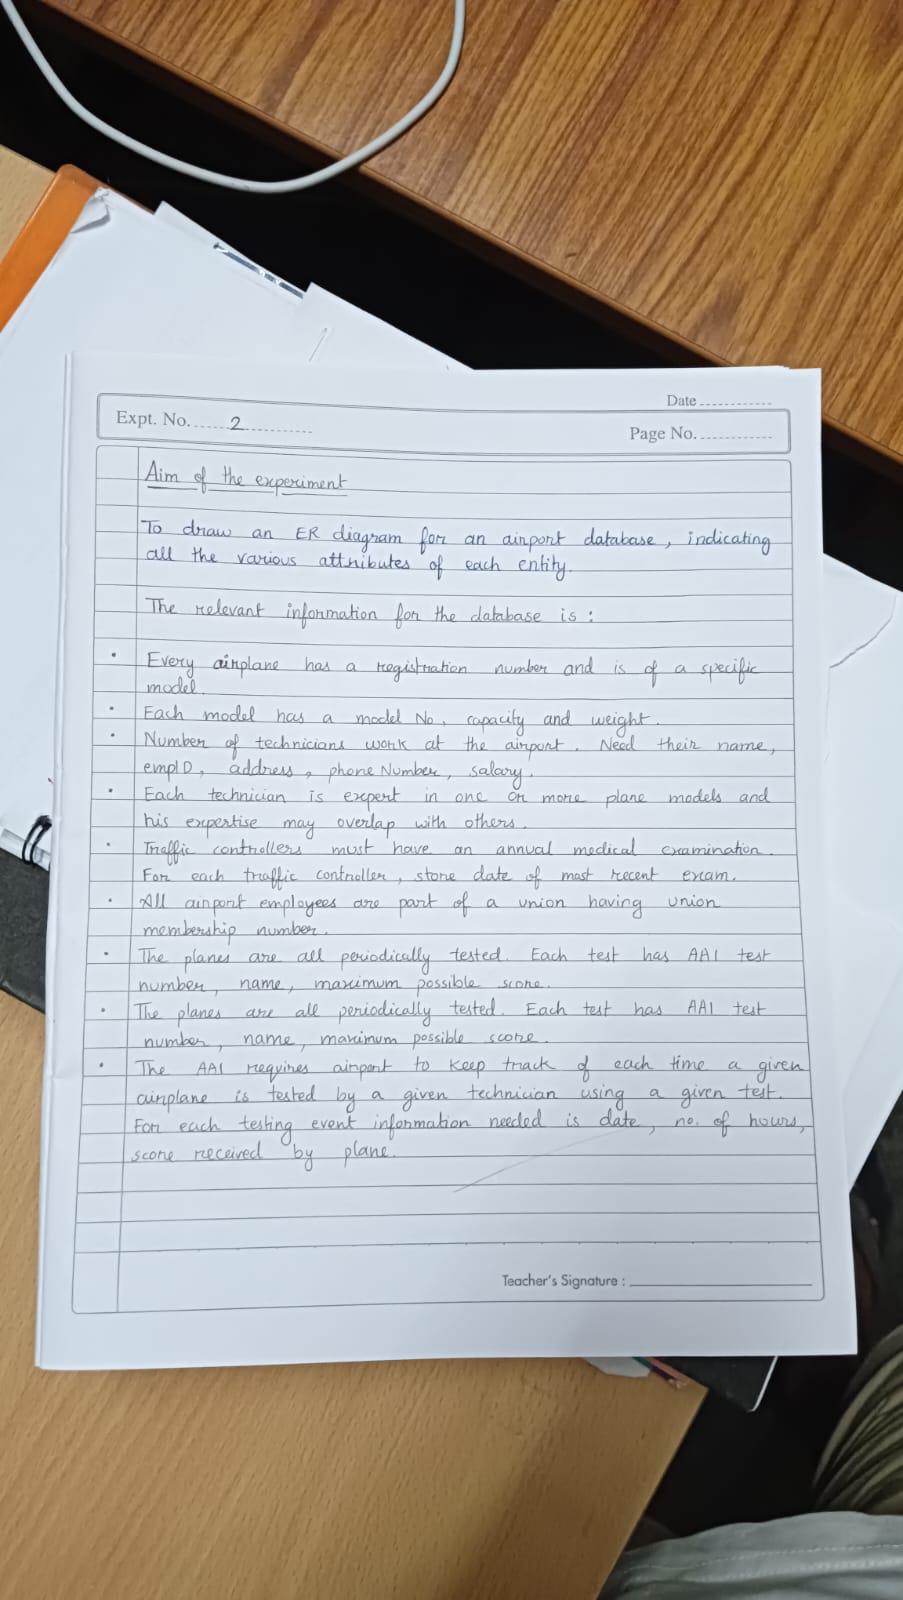 Date
Expt. No. 2
Page No.
Aim of the experiment
To draw an ER diagram for an airport database, indicating
all the various attributes of each entity.
The relevant information for the database is :
• Every airplane has a registration number and is of a specific
model.
• Each model has a model No, capacity and weight.
• Number of technicians work at the airport. Need their name,
empID, address, phone Number, salary.
• Each technician is expert in one or more plane models and
his expertise may overlap with others.
• Traffic controllers must have an annual medical examination.
For each traffic controller, store date of most recent exam.
• All airport employees are part of a union having union
membership number.
• The planes are all periodically tested. Each test has AAI test
number, name, maximum possible score.
• The planes are all periodically tested. Each test has AAI test
number, name, maximum possible score.
• The AAI requires airport to keep track of each time a given
airplane is tested by a given technician using a given test.
For each testing event information needed is date, no. of hours,
score received by plane.
Teacher's Signature :